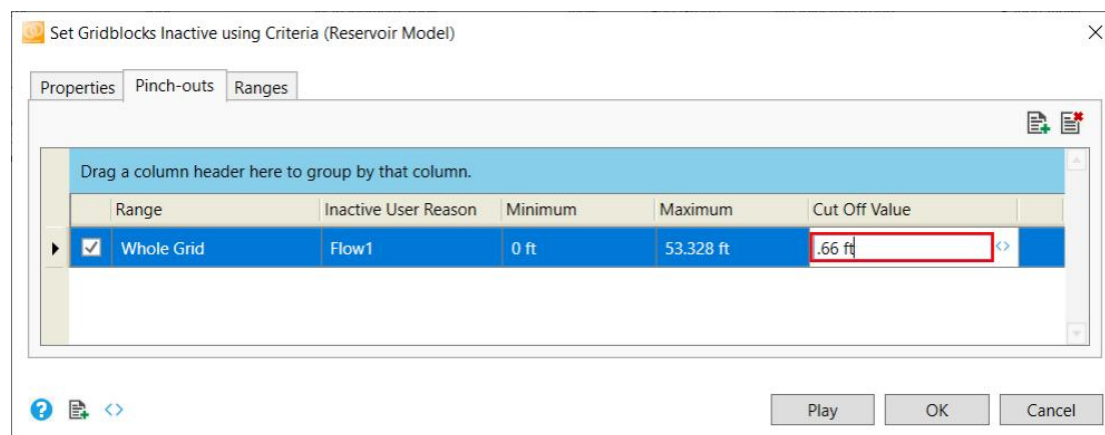 Set Gridblocks Inactive using Criteria (Reservoir Model)
Properties Pinch-outs Ranges
Drag a column header here to group by that column.
Range Inactive User Reason Minimum Maximum Cut Off Value
Whole Grid Flow1 0 ft 53.328 ft .66 ft
Play OK Cancel